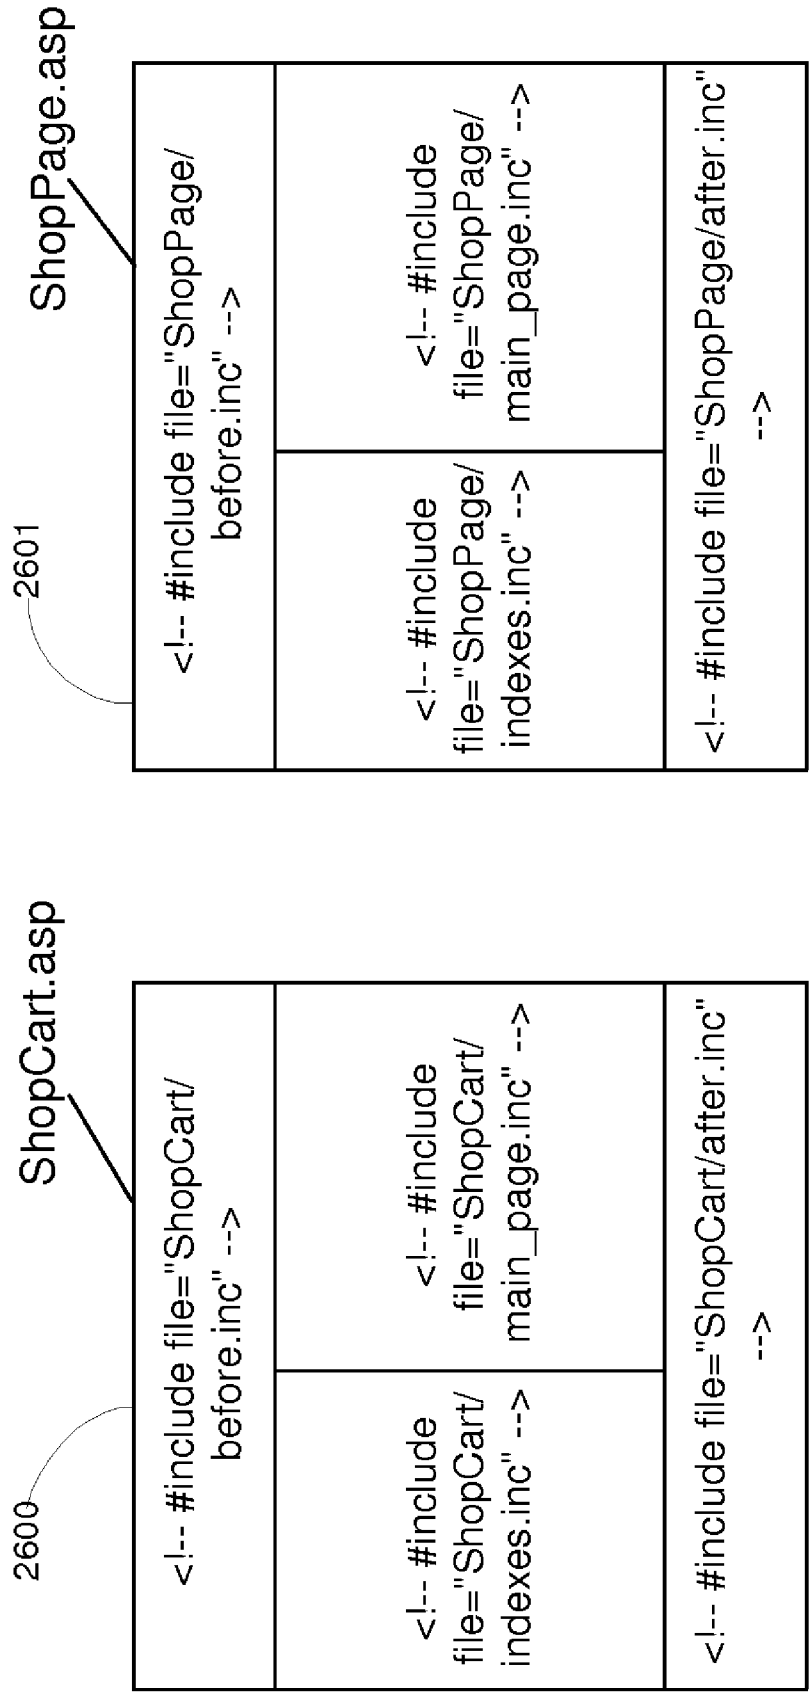 2600
ShopCart.asp
<!-- #include file="ShopCart/
before.inc" -->
<!-- #include
file="ShopCart/
indexes.inc" -->
<!-- #include
file="ShopCart/
main_page.inc" -->
<!-- #include file="ShopCart/after.inc"
-->
2601
ShopPage.asp
<!-- #include file="ShopPage/
before.inc" -->
<!-- #include
file="ShopPage/
indexes.inc" -->
<!-- #include
file="ShopPage/
main_page.inc" -->
<!-- #include file="ShopPage/after.inc"
-->